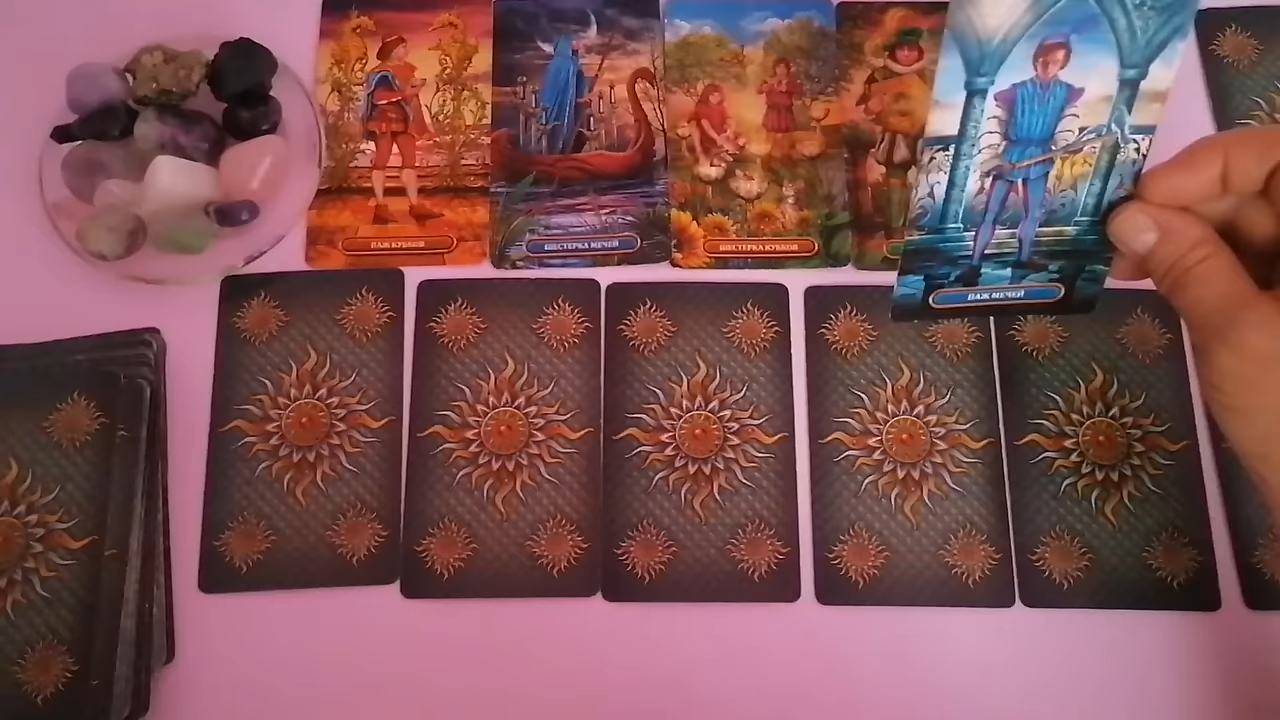 ПАЖ КУБКОВ
ШЕСТЕРКА МЕЧЕЙ
ШЕСТЕРКА КУБКОВ
ПАЖ МЕЧЕЙ